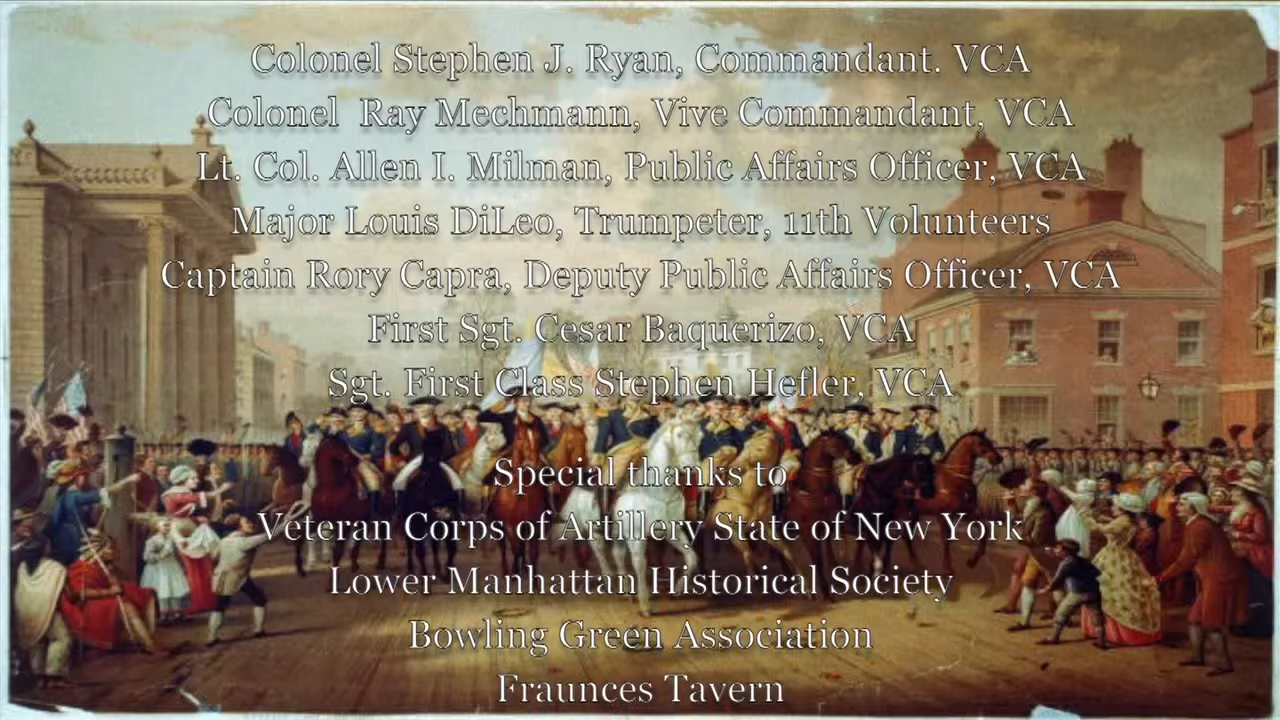 Colonel Stephen J. Ryan, Commandant. VCA
Colonel  Ray Mechmann, Vive Commandant, VCA
Lt. Col. Allen I. Milman, Public Affairs Officer, VCA
Major Louis DiLeo, Trumpeter, 11th Volunteers
Captain Rory Capra, Deputy Public Affairs Officer, VCA
First Sgt. Cesar Baquerizo, VCA
Sgt. First Class Stephen Hefler, VCA
Special thanks to
Veteran Corps of Artillery State of New York
Lower Manhattan Historical Society
Bowling Green Association
Fraunces Tavern